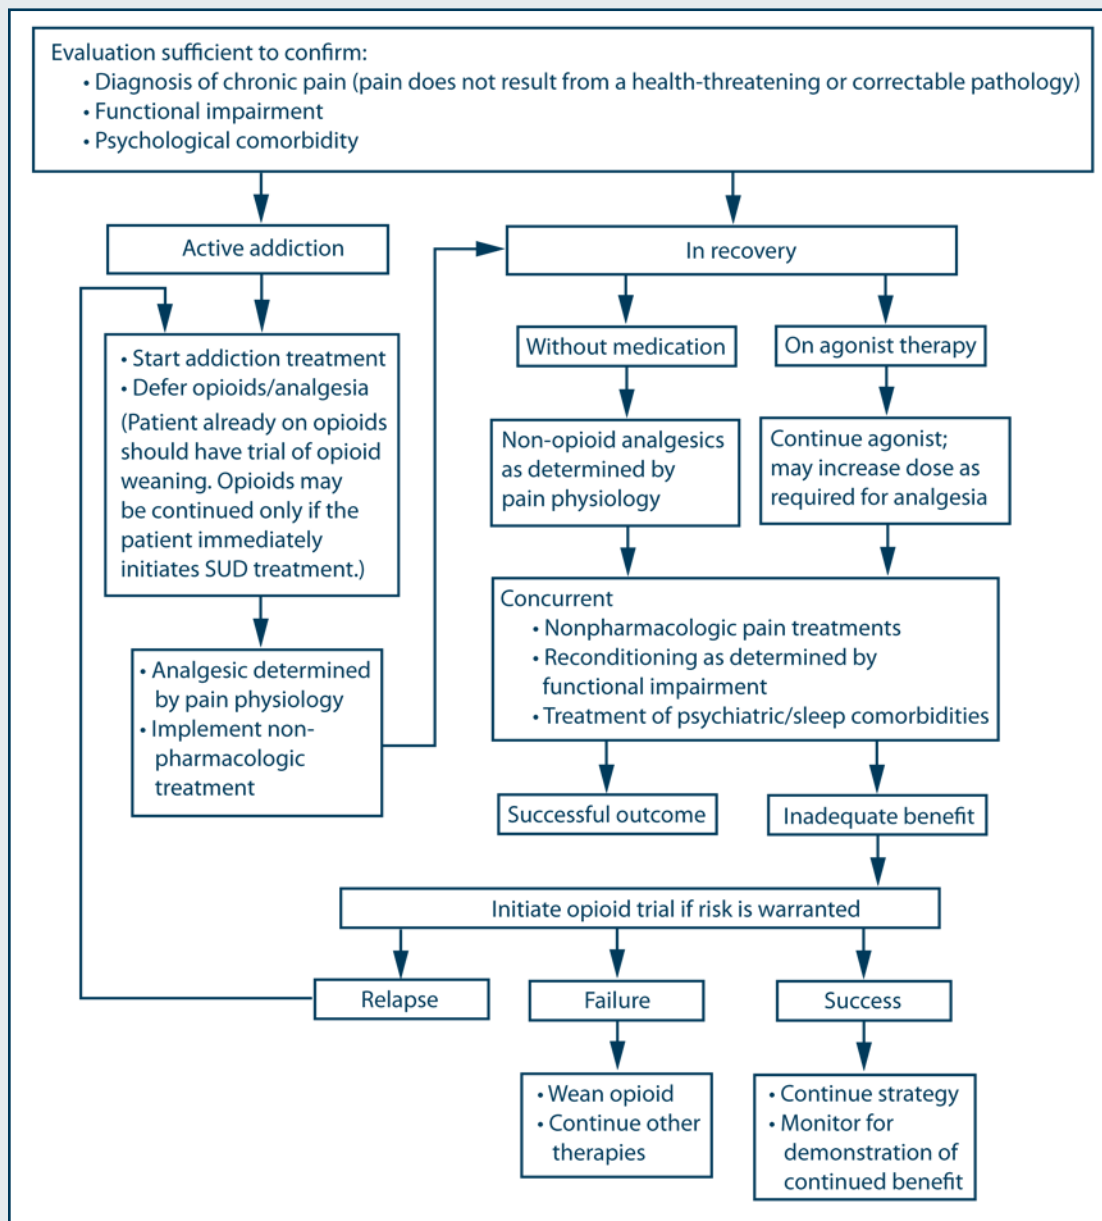 Evaluation sufficient to confirm:
• Diagnosis of chronic pain (pain does not result from a health-threatening or correctable pathology)
• Functional impairment
• Psychological comorbidity
Active addiction
In recovery
• Start addiction treatment
• Defer opioids/analgesia
(Patient already on opioids
should have trial of opioid
weaning. Opioids may
be continued only if the
patient immediately
initiates SUD treatment.)
Without medication
On agonist therapy
Non-opioid analgesics
as determined by
pain physiology
Continue agonist;
may increase dose as
required for analgesia
• Analgesic determined
by pain physiology
• Implement non-
pharmacologic
treatment
Concurrent
• Nonpharmacologic pain treatments
• Reconditioning as determined by
functional impairment
• Treatment of psychiatric/sleep comorbidities
Successful outcome
Inadequate benefit
Initiate opioid trial if risk is warranted
Relapse
Failure
Success
• Wean opioid
• Continue other
therapies
• Continue strategy
• Monitor for
demonstration of
continued benefit